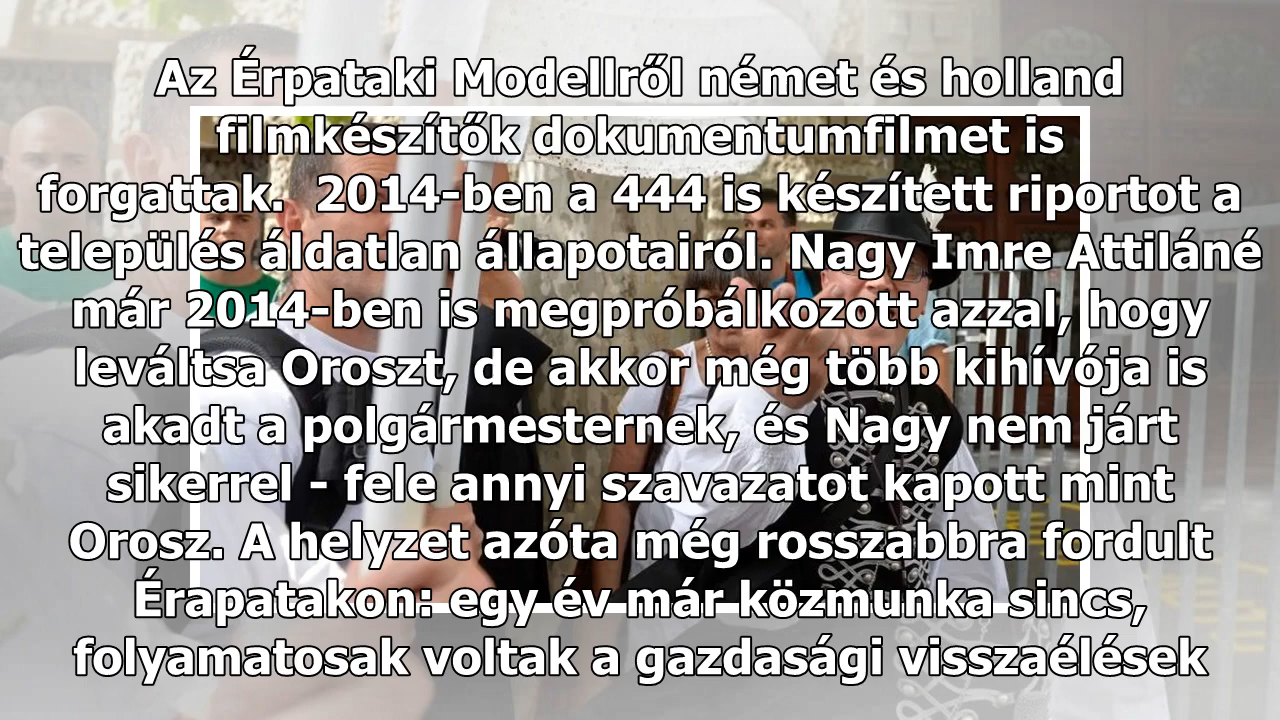 Az Érpataki Modellről német és holland
filmkészítők dokumentumfilmet is
forgattak.  2014-ben a 444 is készített riportot a
település áldatlan állapotairól. Nagy Imre Attiláné
már 2014-ben is megpróbálkozott azzal, hogy
leváltsa Oroszt, de akkor még több kihívója is
akadt a polgármesternek, és Nagy nem járt
sikerrel - fele annyi szavazatot kapott mint
Orosz. A helyzet azóta még rosszabbra fordult
Érapatakon: egy év már közmunka sincs,
folyamatosak voltak a gazdasági visszaélések